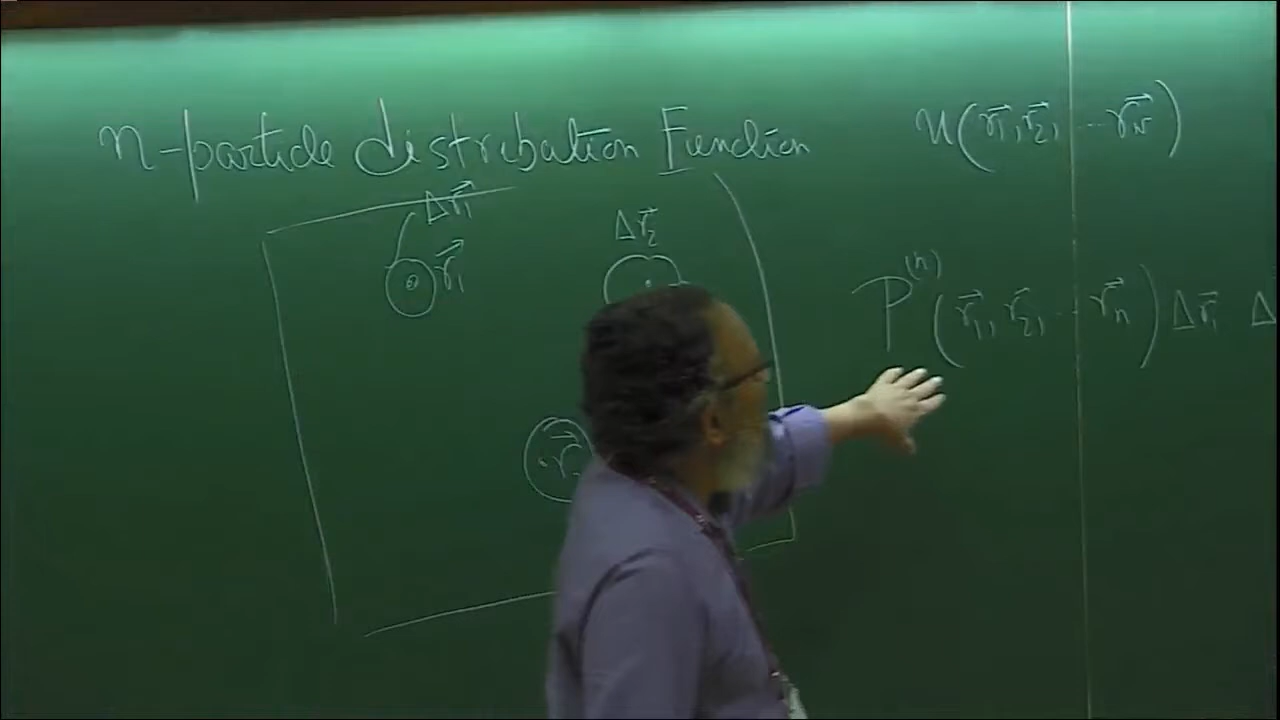 n-particle distribution Function
U(r⃗₁, r⃗₂, ... r⃗_N)
Δr⃗₁
r⃗₁
Δr⃗₂
P⁽ⁿ⁾(r⃗₁, r⃗₂, ... r⃗ₙ) Δr⃗₁ Δ
r⃗